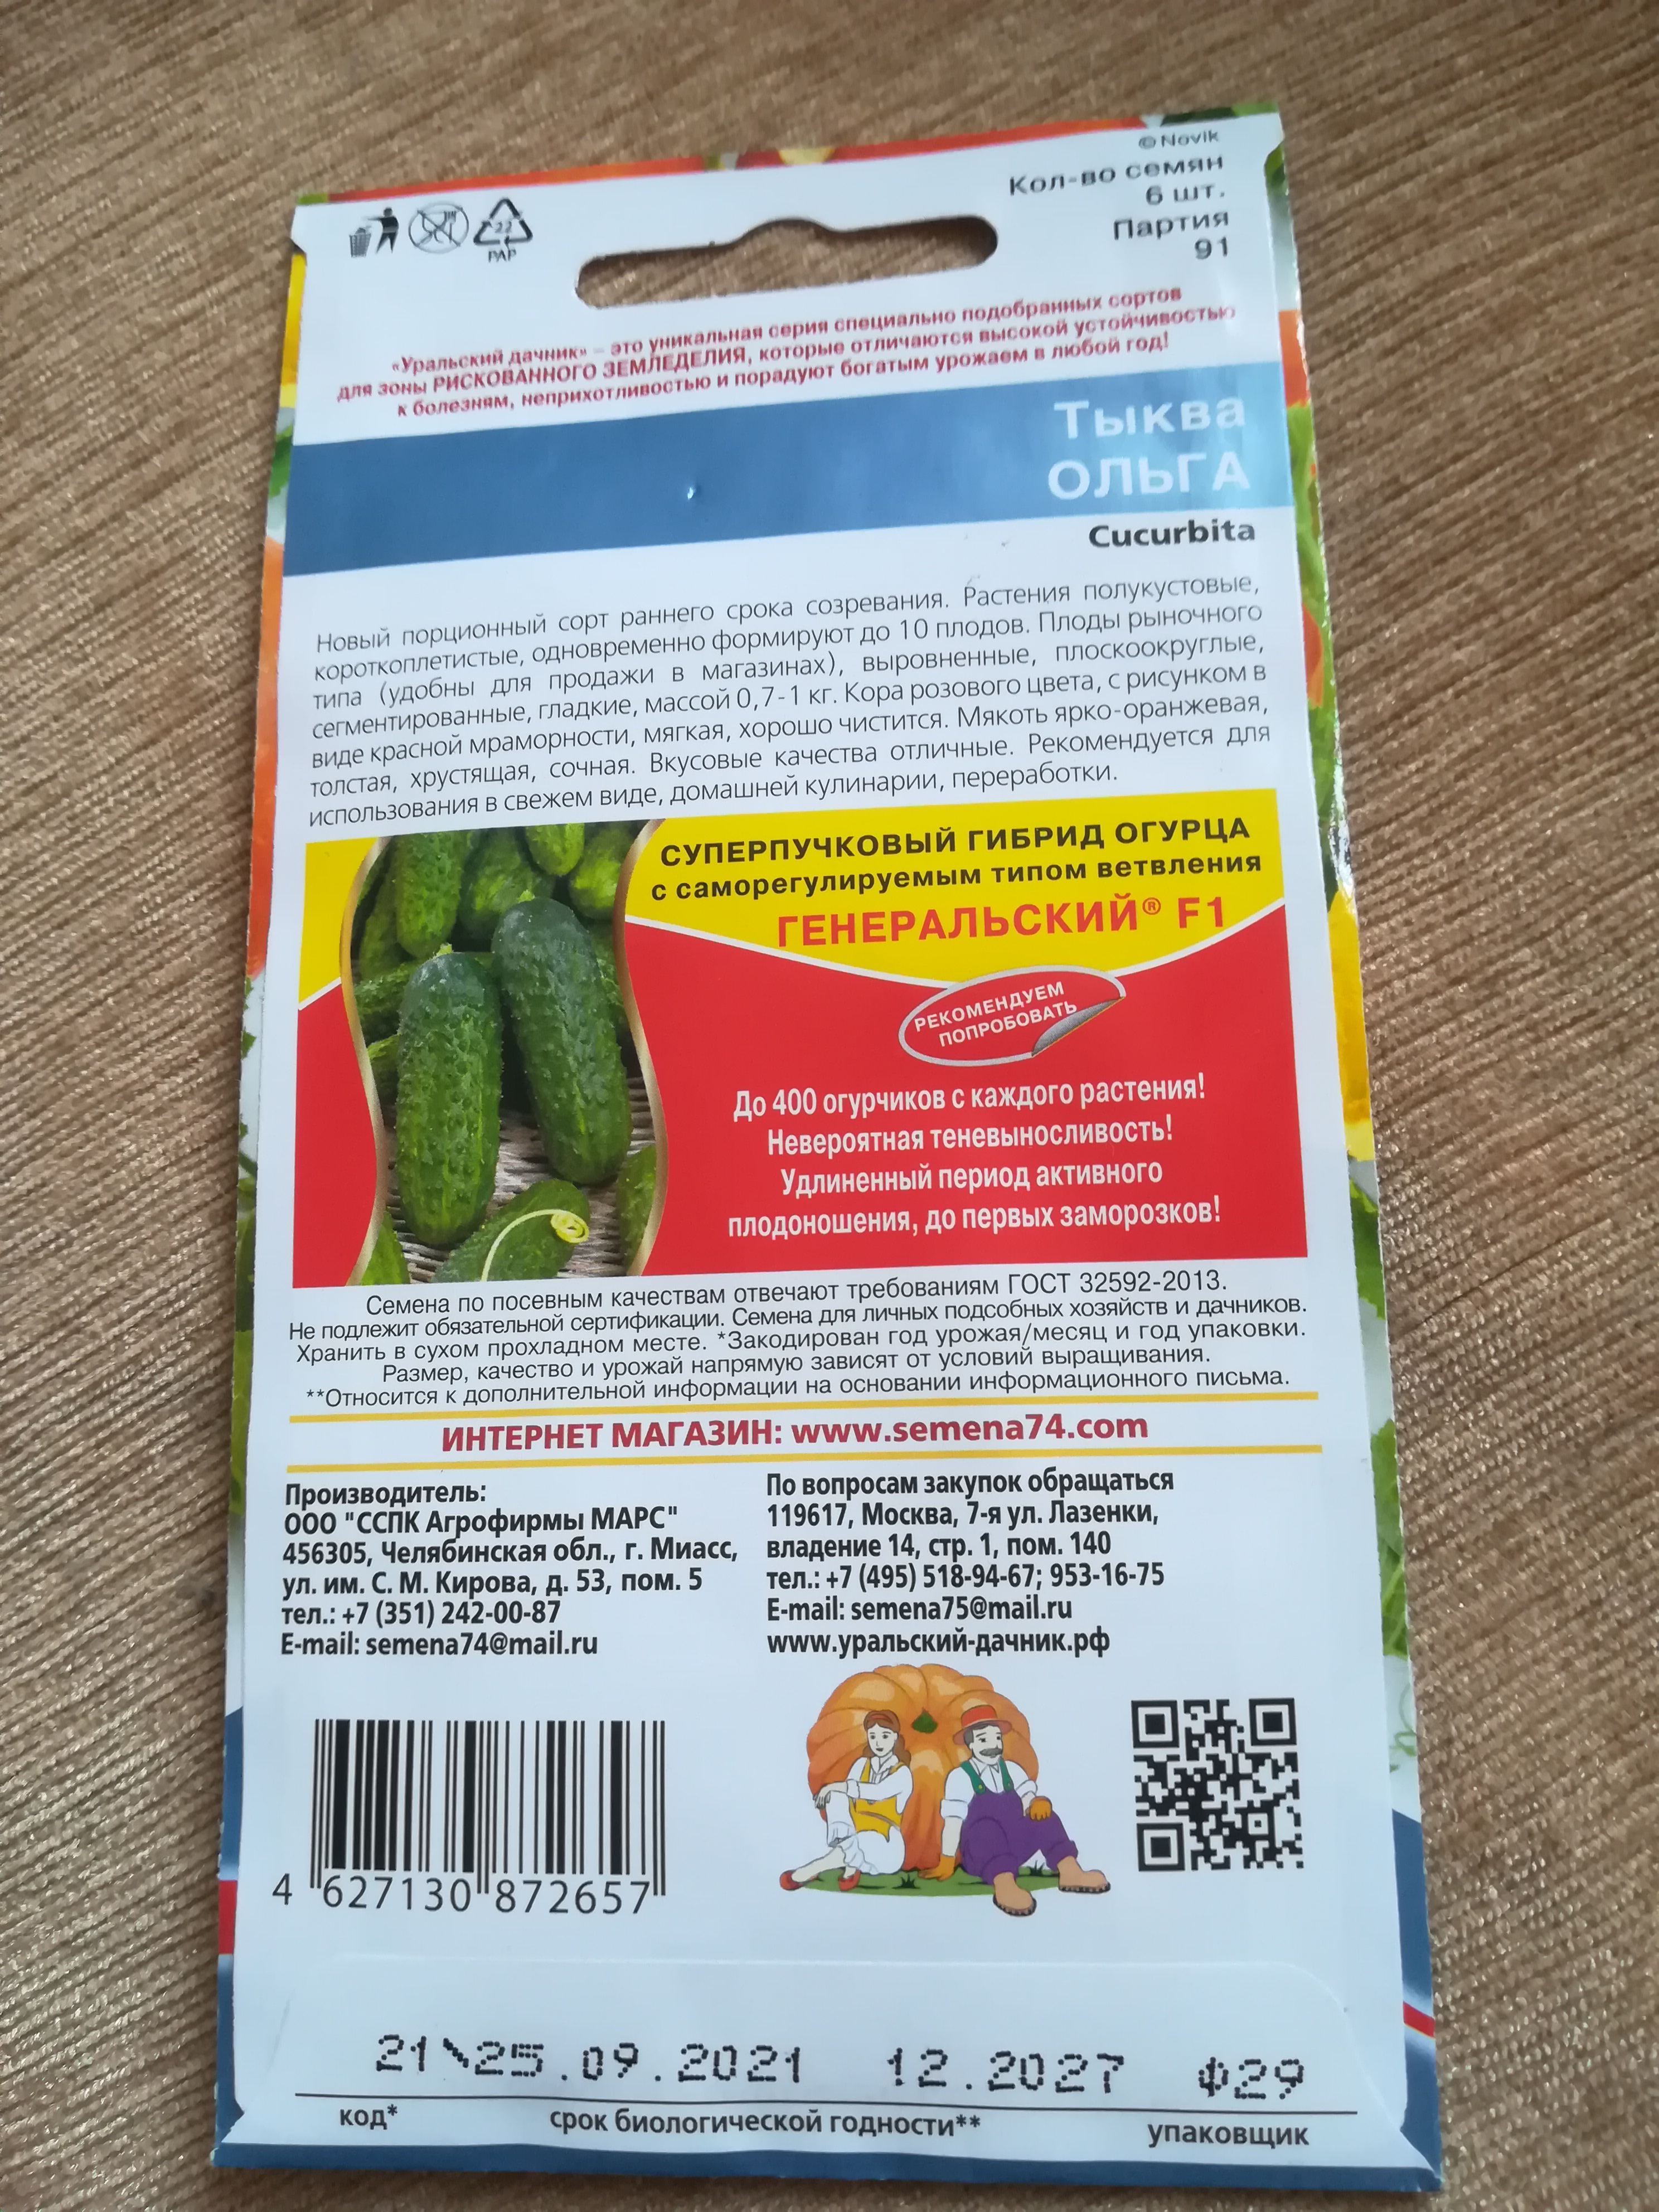 © Novik
Кол-во семян
6 шт.
Партия
91
22
PAP
«Уральский дачник» – это уникальная серия специально подобранных сортов
для зоны РИСКОВАННОГО ЗЕМЛЕДЕЛИЯ, которые отличаются высокой устойчивостью
к болезням, неприхотливостью и порадуют богатым урожаем в любой год!
Тыква
ОЛЬГА
Cucurbita
Новый порционный сорт раннего срока созревания. Растения полукустовые,
короткоплетистые, одновременно формируют до 10 плодов. Плоды рыночного
типа (удобны для продажи в магазинах), выровненные, плоскоокруглые,
сегментированные, гладкие, массой 0,7-1 кг. Кора розового цвета, с рисунком в
виде красной мраморности, мягкая, хорошо чистится. Мякоть ярко-оранжевая,
толстая, хрустящая, сочная. Вкусовые качества отличные. Рекомендуется для
использования в свежем виде, домашней кулинарии, переработки.
СУПЕРПУЧКОВЫЙ ГИБРИД ОГУРЦА
с саморегулируемым типом ветвления
ГЕНЕРАЛЬСКИЙ® F1
РЕКОМЕНДУЕМ
ПОПРОБОВАТЬ
До 400 огурчиков с каждого растения!
Невероятная теневыносливость!
Удлиненный период активного
плодоношения, до первых заморозков!
Семена по посевным качествам отвечают требованиям ГОСТ 32592-2013.
Не подлежит обязательной сертификации. Семена для личных подсобных хозяйств и дачников.
Хранить в сухом прохладном месте. *Закодирован год урожая/месяц и год упаковки.
Размер, качество и урожай напрямую зависят от условий выращивания.
**Относится к дополнительной информации на основании информационного письма.
ИНТЕРНЕТ МАГАЗИН: www.semena74.com
Производитель:
ООО "ССПК Агрофирмы МАРС"
456305, Челябинская обл., г. Миасс,
ул. им. С. М. Кирова, д. 53, пом. 5
тел.: +7 (351) 242-00-87
E-mail: semena74@mail.ru
По вопросам закупок обращаться
119617, Москва, 7-я ул. Лазенки,
владение 14, стр. 1, пом. 140
тел.: +7 (495) 518-94-67; 953-16-75
E-mail: semena75@mail.ru
www.уральский-дачник.рф
4 627130 872657
21\25.09.2021 12.2027 Ф29
код* срок биологической годности** упаковщик